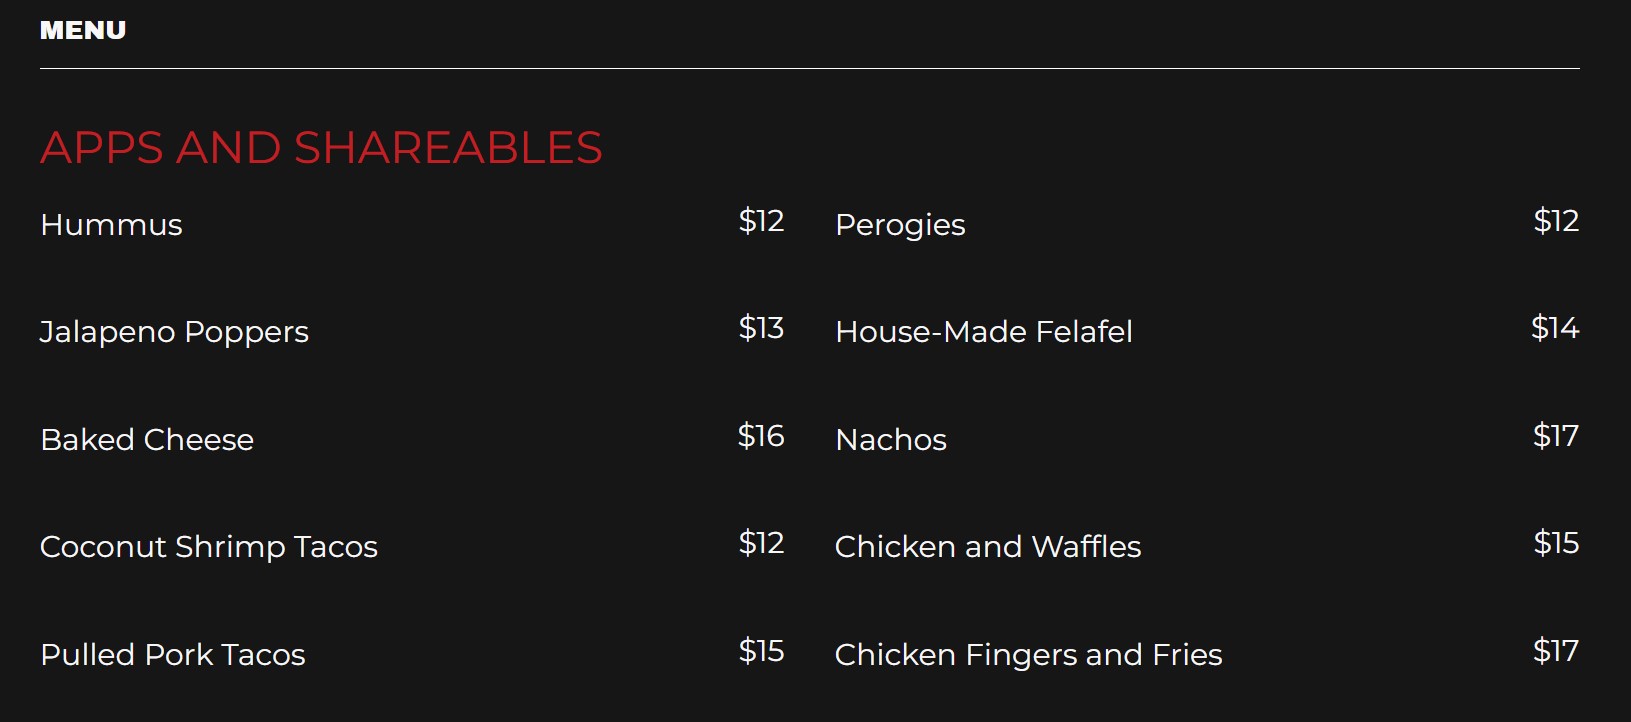 MENU
APPS AND SHAREABLES
Hummus $12 Perogies $12
Jalapeno Poppers $13 House-Made Felafel $14
Baked Cheese $16 Nachos $17
Coconut Shrimp Tacos $12 Chicken and Waffles $15
Pulled Pork Tacos $15 Chicken Fingers and Fries $17